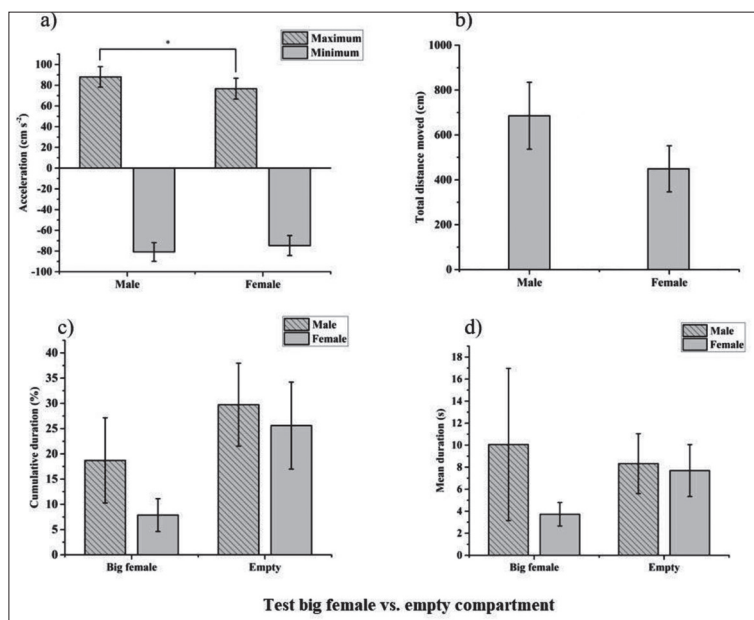 a)
Maximum
Minimum
*
100
80
60
40
20
0
-20
-40
-60
-80
-100
Acceleration (cm s⁻²)
Male Female
b)
1000
800
600
400
200
0
Total distance moved (cm)
Male Female
c)
Male
Female
40
35
30
25
20
15
10
5
0
Cumulative duration (%)
Big female Empty
d)
Male
Female
18
16
14
12
10
8
6
4
2
0
Mean duration (s)
Big female Empty
Test big female vs. empty compartment